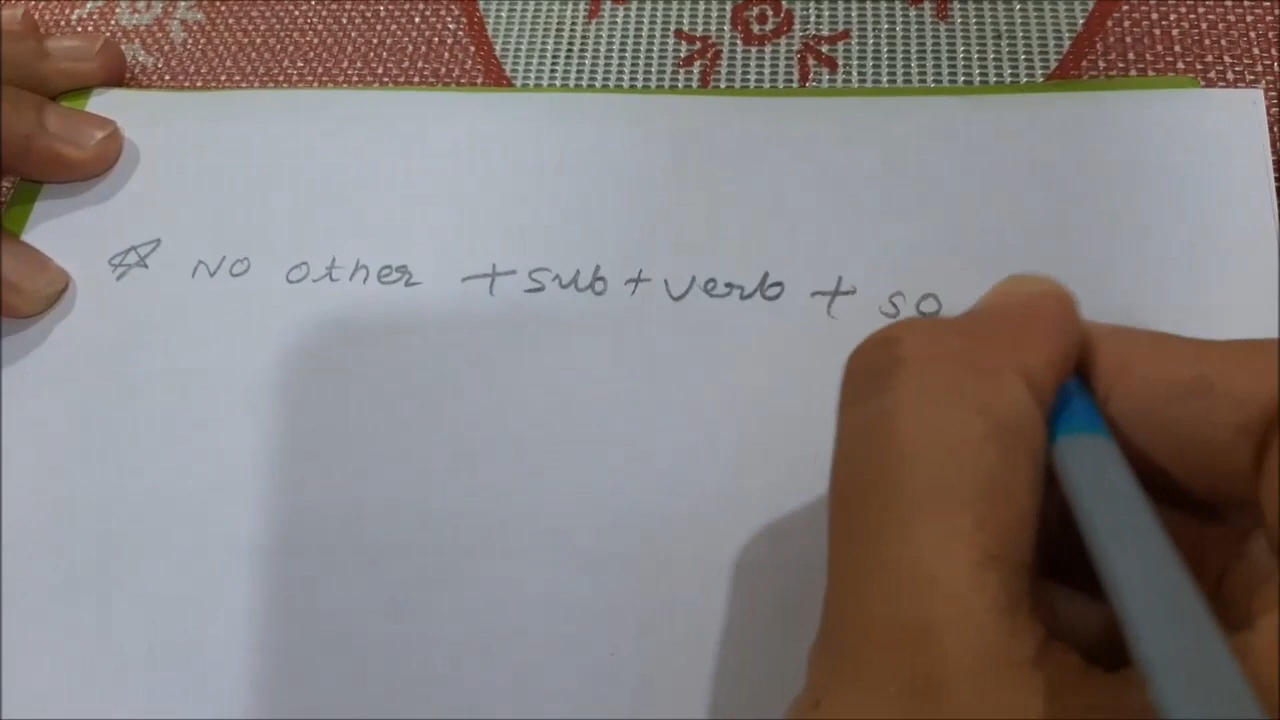 ☆ No other + sub + verb + so